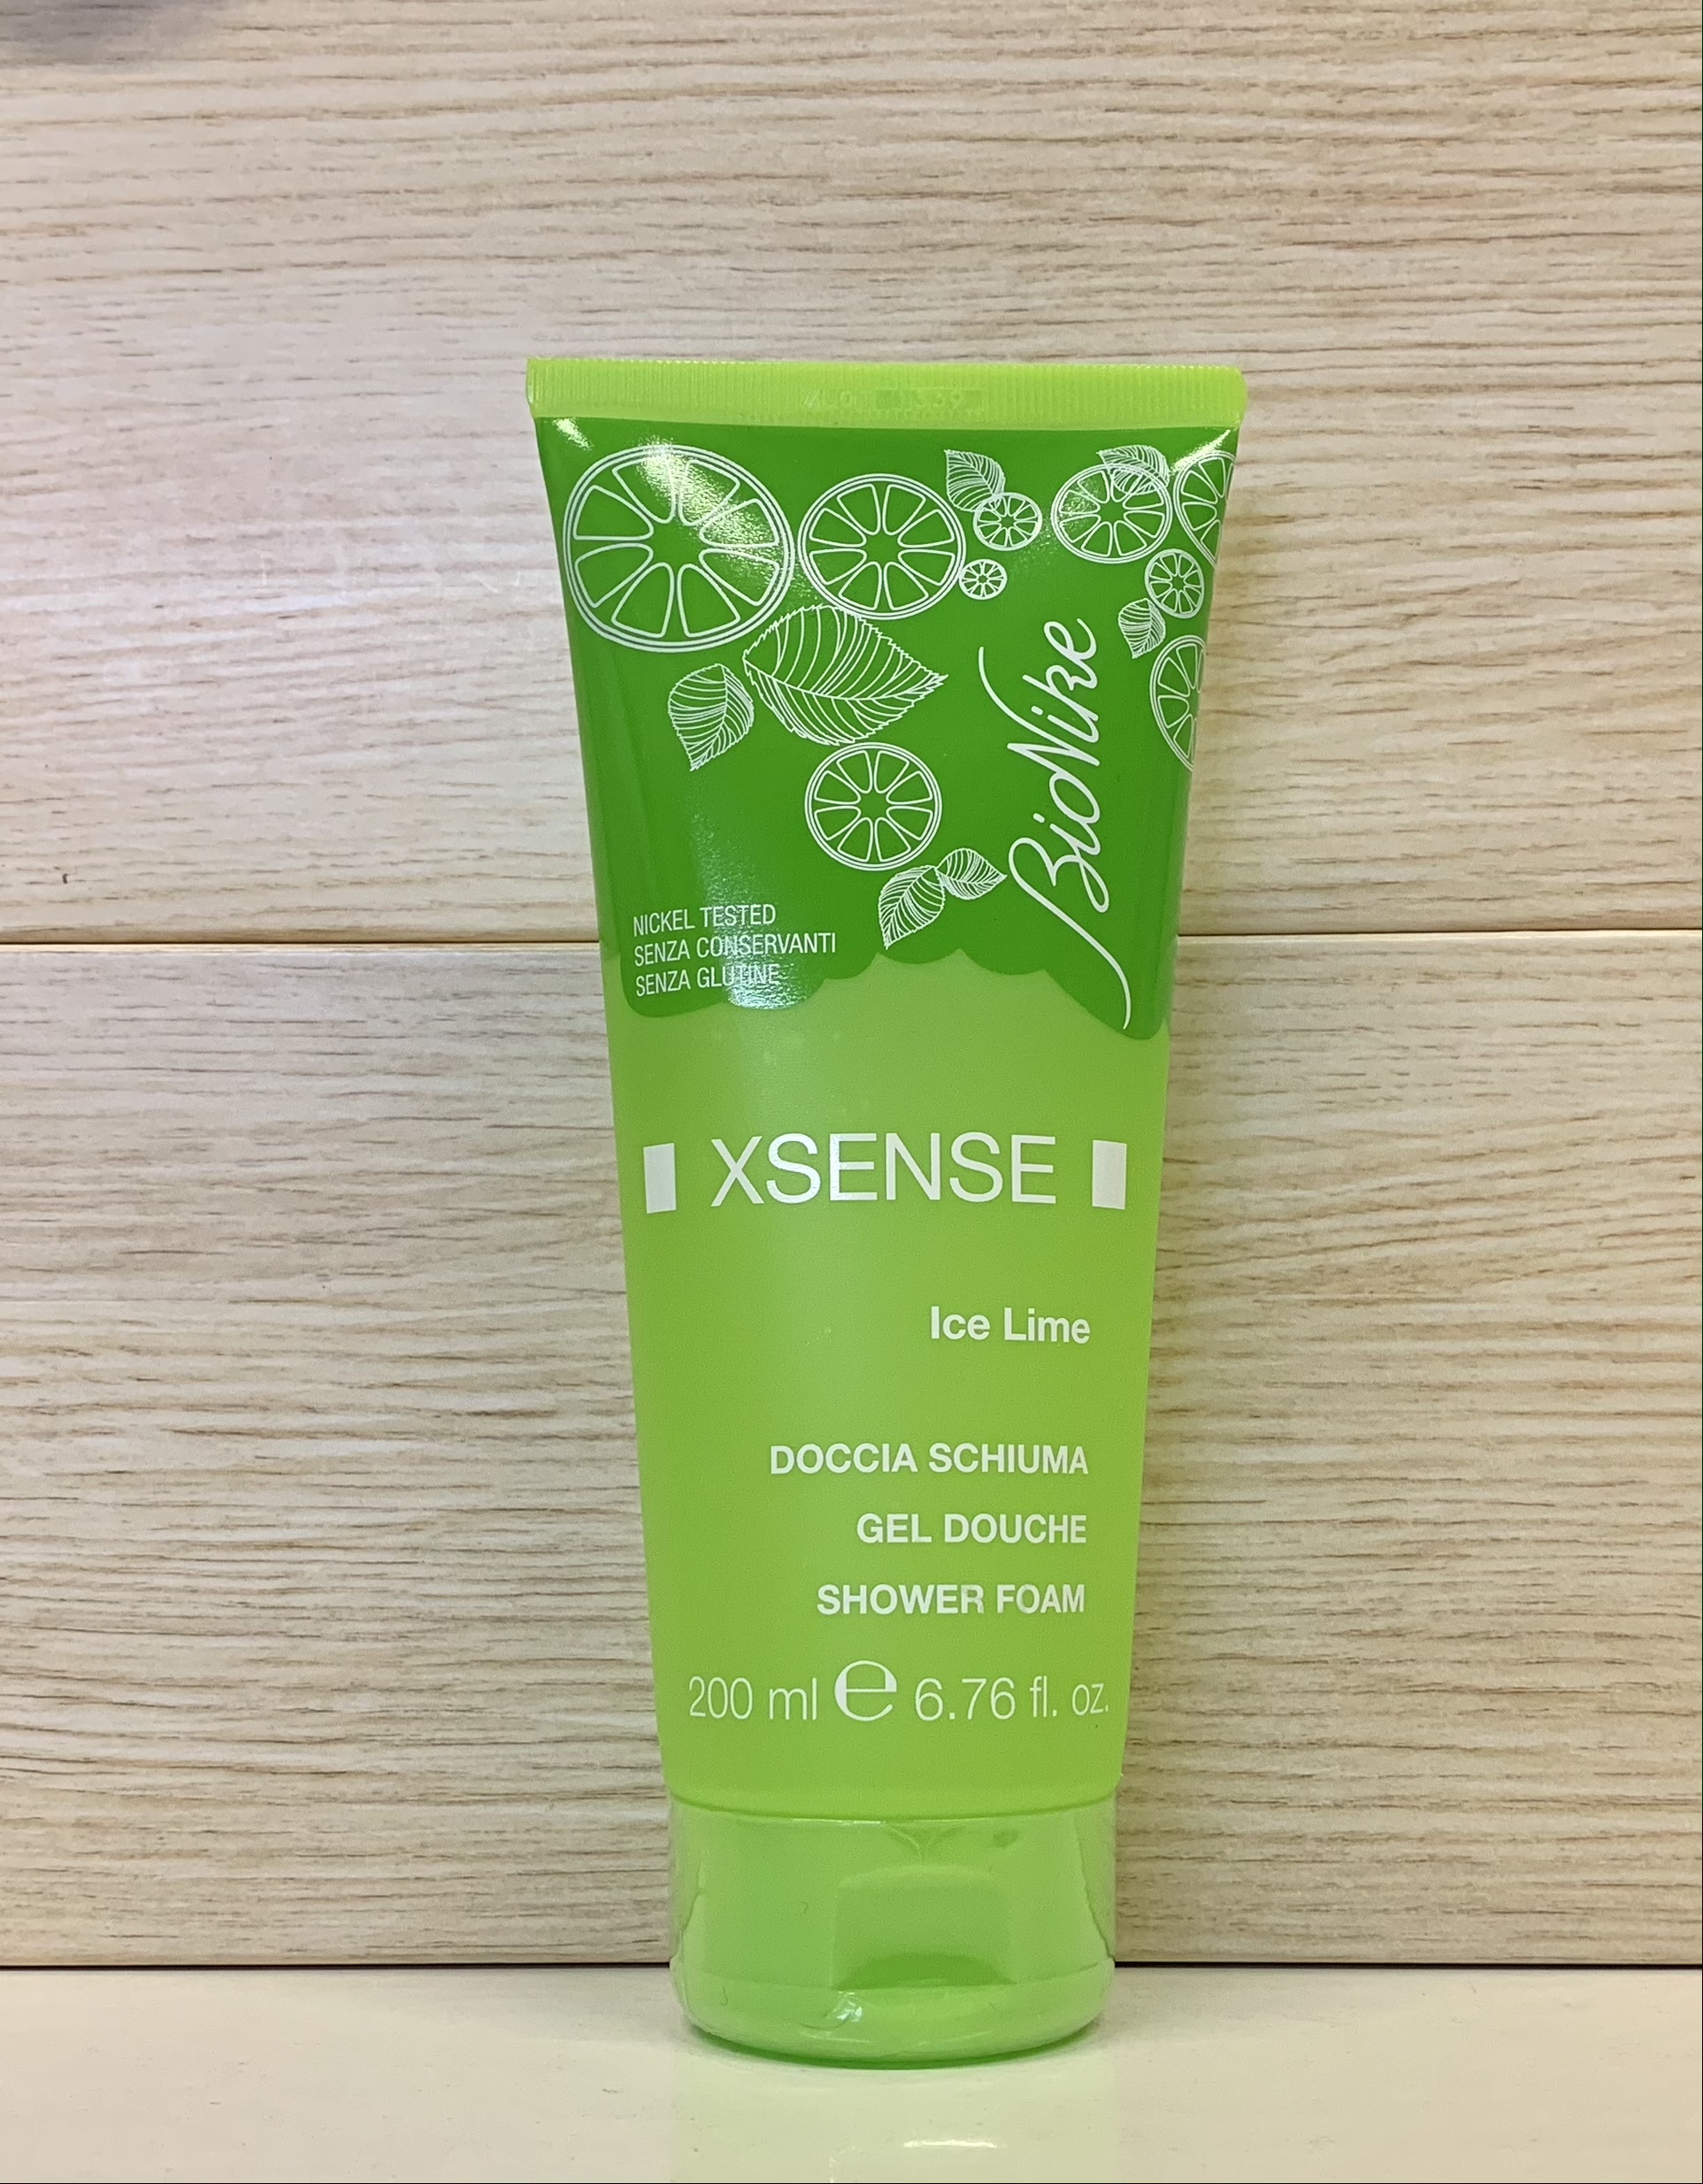 BioNike
NICKEL TESTED
SENZA CONSERVANTI
SENZA GLUTINE
XSENSE
Ice Lime
DOCCIA SCHIUMA
GEL DOUCHE
SHOWER FOAM
200 ml e 6.76 fl. oz.